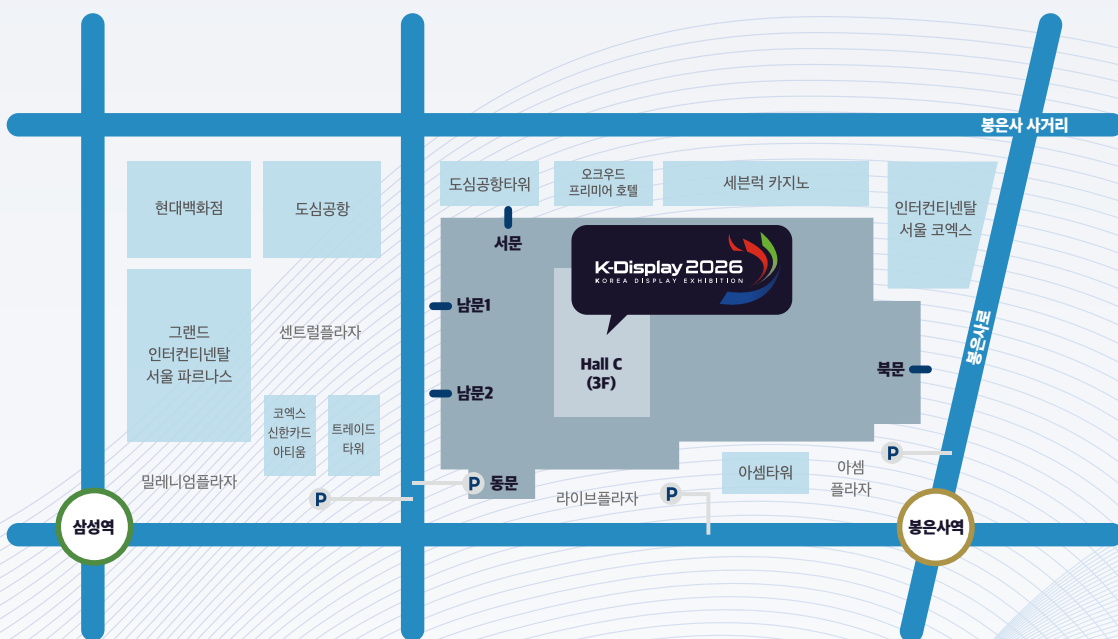 봉은사 사거리
현대백화점
도심공항
도심공항타워
오크우드
프리미어 호텔
세븐럭 카지노
인터컨티넨탈
서울 코엑스
서문
K-Display 2026
KOREA DISPLAY EXHIBITION
남문1
그랜드
인터컨티넨탈
서울 파르나스
센트럴플라자
봉은사로
Hall C
(3F)
북문
남문2
코엑스
신한카드
아티움
트레이드
타워
P
아셈타워
아셈
플라자
밀레니엄플라자
P
동문
P
라이브플라자
P
삼성역
봉은사역